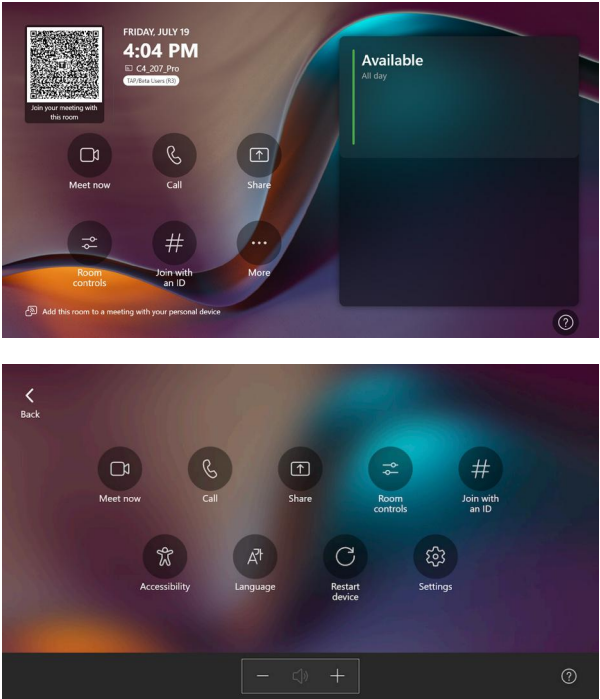 FRIDAY, JULY 19
4:04 PM
C4_207_Pro
TAP/Beta Users (R3)
Join your meeting with
this room
Available
All day
Meet now
Call
Share
Room
controls
Join with
an ID
More
Add this room to a meeting with your personal device
Back
Meet now
Call
Share
Room
controls
Join with
an ID
Accessibility
Language
Restart
device
Settings